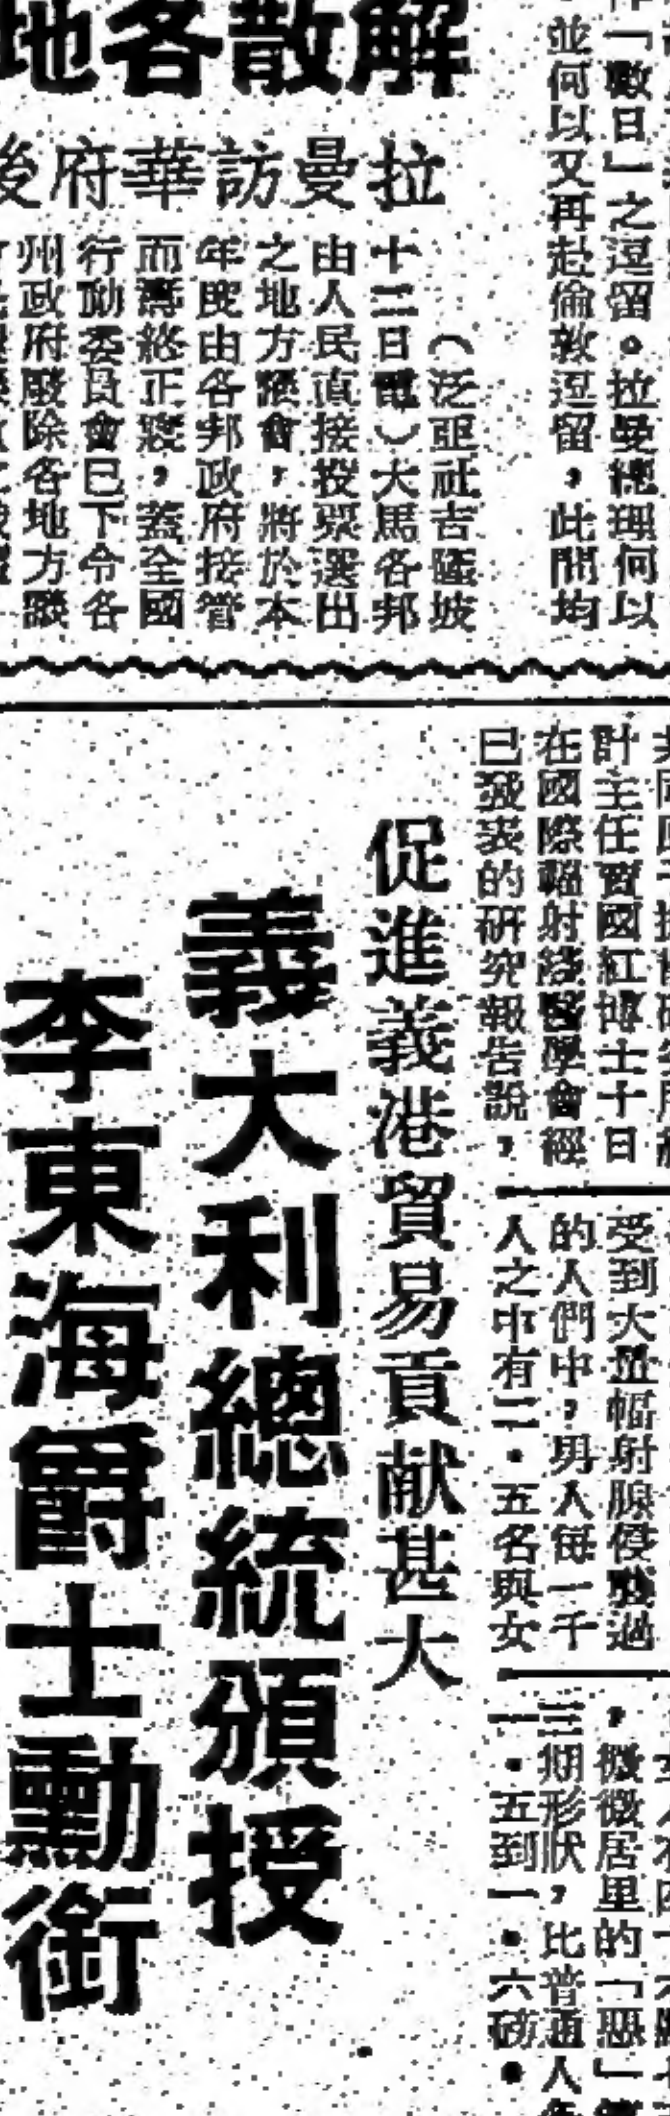 解散各地
拉曼訪華府後
「歉日」之逗留。拉曼總理何以
並何以又再赴倫敦逗留，此間均
（泛亞社吉隆坡
十二日電）大馬各邦
由人民直接投票選出
之地方議會，將於本
年度由各邦政府接管
而壽終正寢，蓋全國
行動委員會已下令各
州政府廢除各地方議
計主任賀國紅博士十日
在國際輻射線醫學會經
已發表的研究報告說，
受到大量幅射腺侵襲過
的人們中，男人每一千
人之中有二．五名與女
，微微居里的「惡」
三期形狀，比普通人
一．五到一．六磅．
促進義港貿易貢献甚大
義大利總統頒授
李東海爵士勳銜